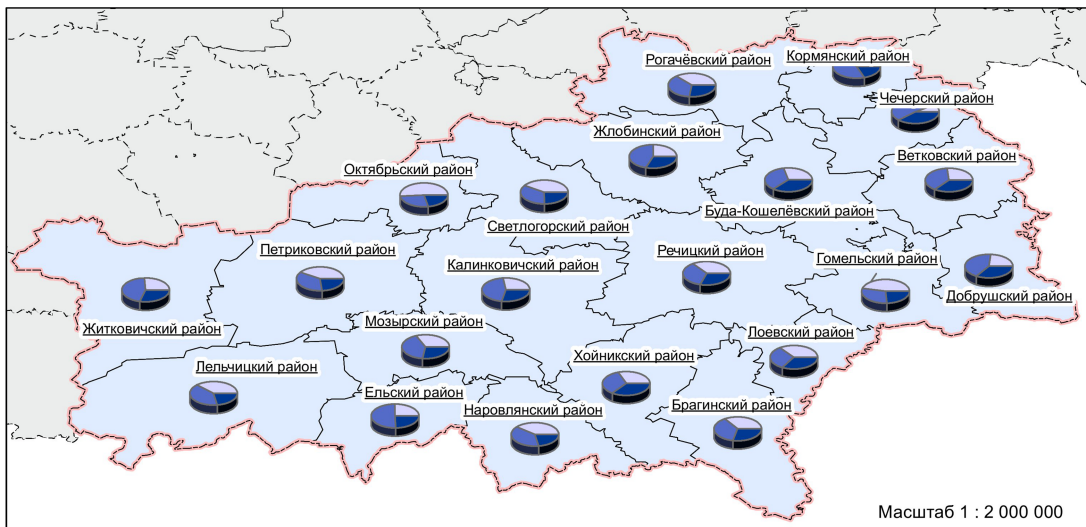 Рогачёвский район
Кормянский район
Чечерский район
Жлобинский район
Ветковский район
Октябрьский район
Светлогорский район
Буда-Кошелёвский район
Петриковский район
Калинковичский район
Речицкий район
Гомельский район
Добрушский район
Житковичский район
Мозырский район
Лоевский район
Хойникский район
Лельчицкий район
Ельский район
Наровлянский район
Брагинский район
Масштаб 1 : 2 000 000